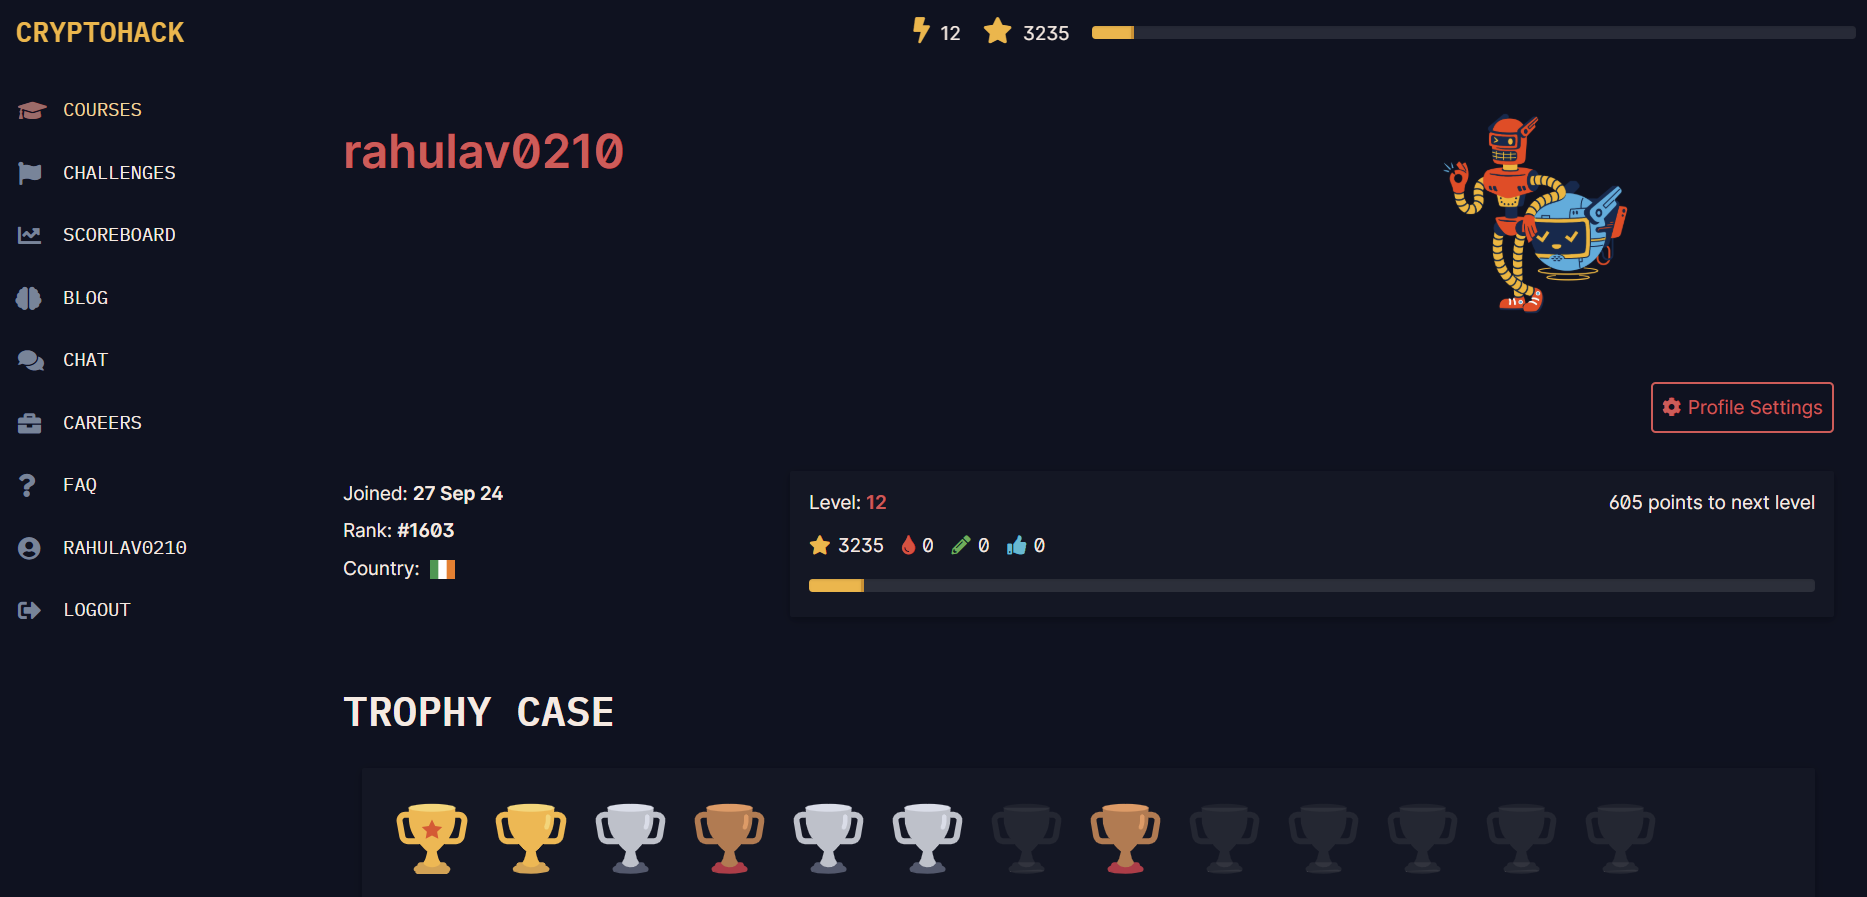 CRYPTOHACK
12 3235
COURSES
CHALLENGES
SCOREBOARD
BLOG
CHAT
CAREERS
FAQ
RAHULAV0210
LOGOUT
rahulav0210
Profile Settings
Joined: 27 Sep 24
Rank: #1603
Country:
Level: 12 605 points to next level
3235 0 0 0
TROPHY CASE